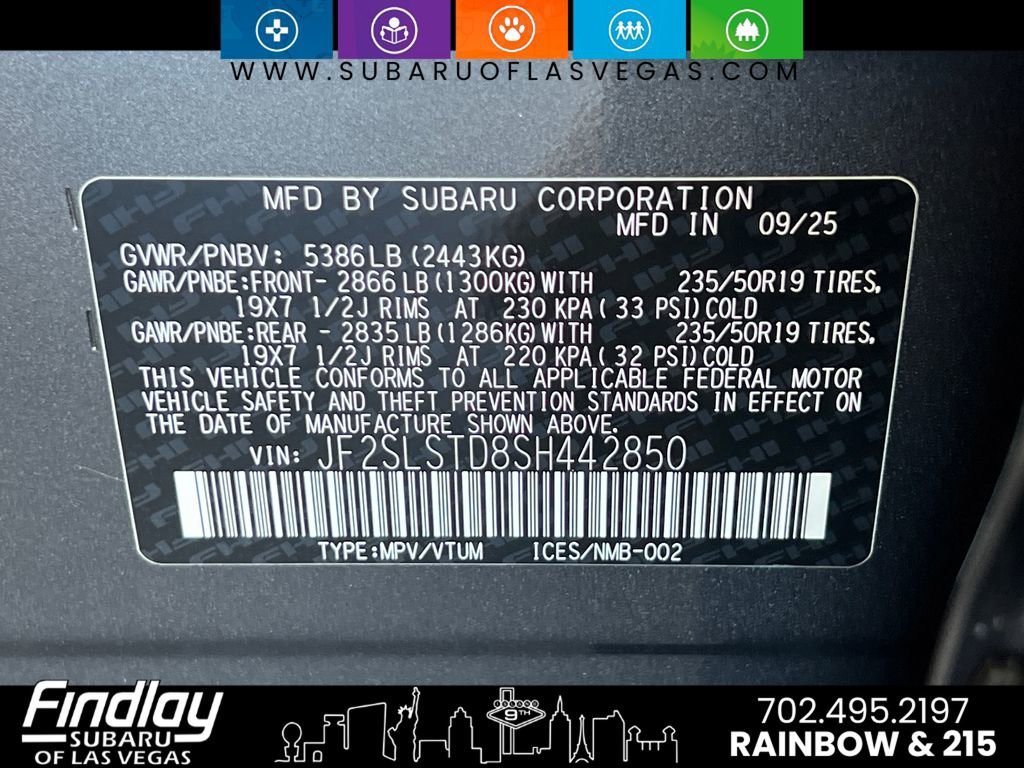 WWW.SUBARUOFLASVEGAS.COM
MFD BY SUBARU CORPORATION
MFD IN 09/25
GVWR/PNBV: 5386LB(2443KG)
GAWR/PNBE:FRONT- 2866 LB(1300KG)WITH 235/50R19 TIRES,
19X7 1/2J RIMS AT 230 KPA( 33 PSI)COLD
GAWR/PNBE:REAR - 2835 LB(1286KG)WITH 235/50R19 TIRES,
19X7 1/2J RIMS AT 220 KPA( 32 PSI)COLD
THIS VEHICLE CONFORMS TO ALL APPLICABLE FEDERAL MOTOR
VEHICLE SAFETY AND THEFT PREVENTION STANDARDS IN EFFECT ON
THE DATE OF MANUFACTURE SHOWN ABOVE.
VIN: JF2SLSTD8SH442850
TYPE:MPV/VTUM ICES/NMB-002
Findlay
SUBARU
OF LAS VEGAS
9TH
702.495.2197
RAINBOW & 215